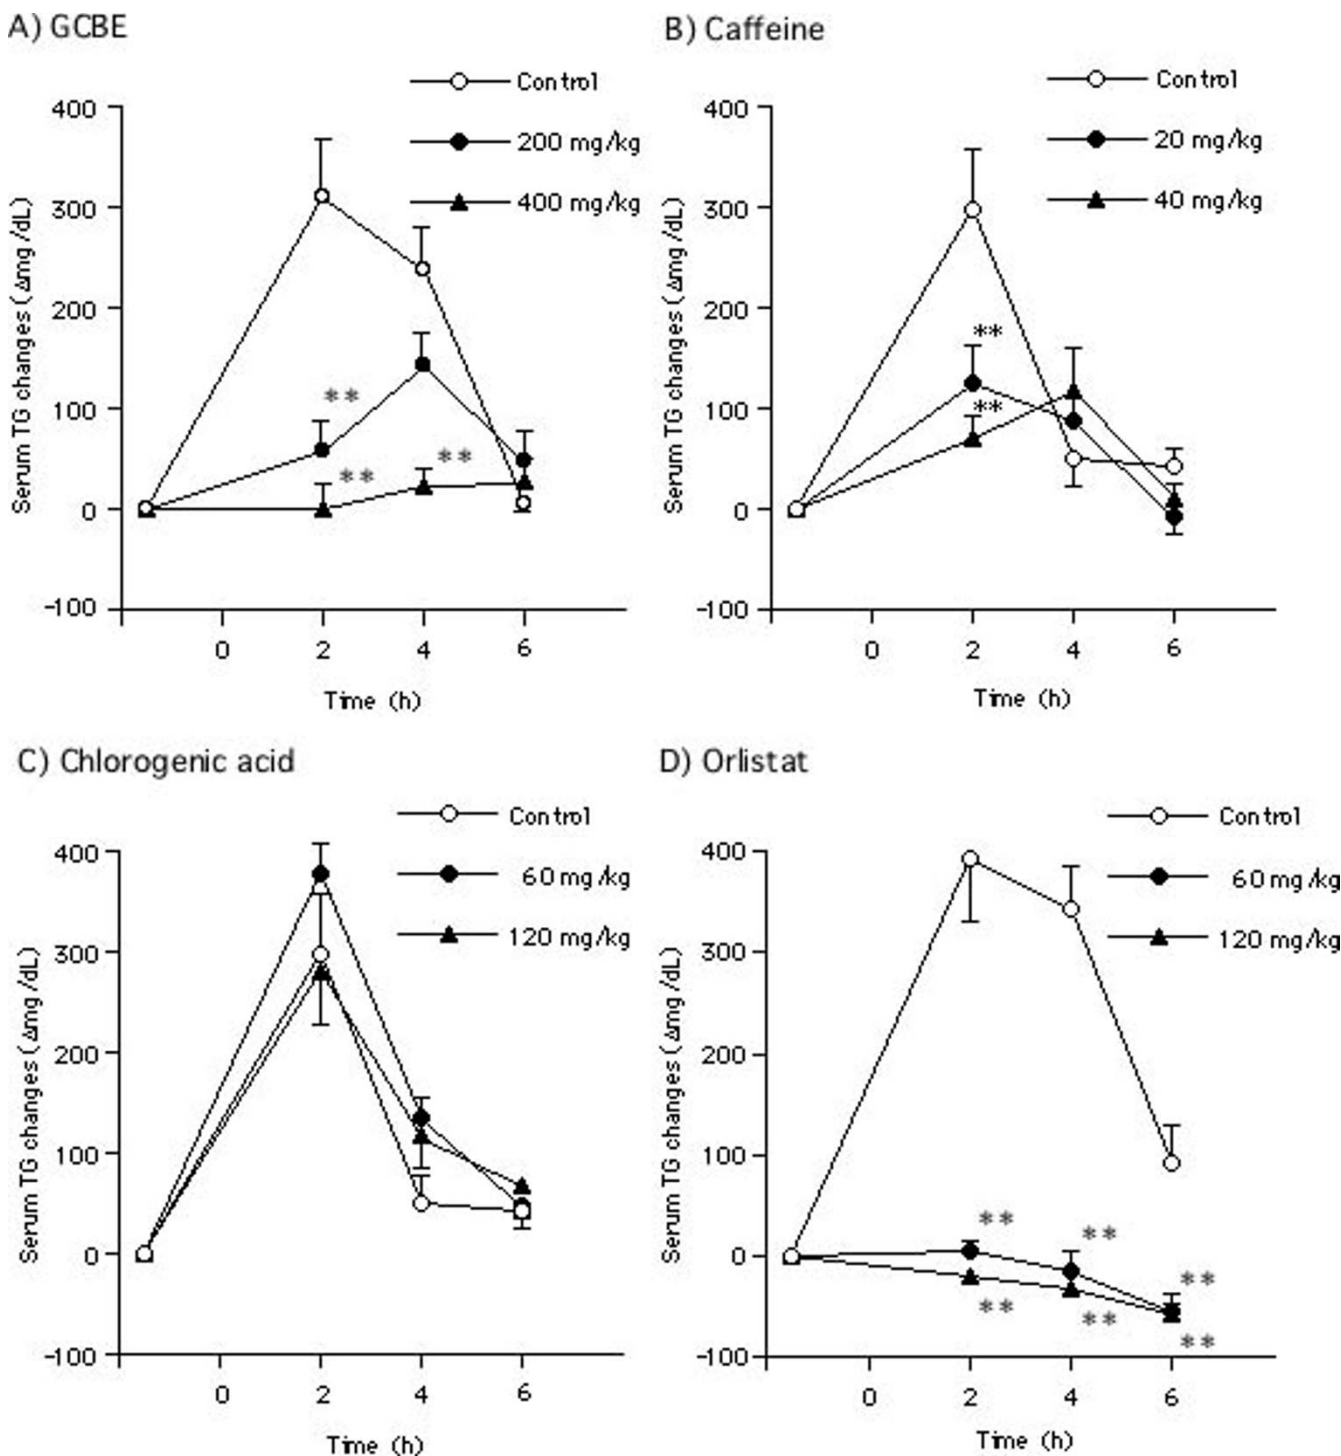 A) GCBE
Control
200 mg/kg
400 mg/kg
400
300
200
100
0
-100
Serum TG changes (Δmg/dL)
**
**
**
0 2 4 6
Time (h)
B) Caffeine
Control
20 mg/kg
40 mg/kg
400
300
200
100
0
-100
Serum TG changes (Δmg/dL)
**
**
0 2 4 6
Time (h)
C) Chlorogenic acid
Control
60 mg/kg
120 mg/kg
400
300
200
100
0
-100
Serum TG changes (Δmg/dL)
0 2 4 6
Time (h)
D) Orlistat
Control
60 mg/kg
120 mg/kg
400
300
200
100
0
-100
Serum TG changes (Δmg/dL)
** ** **
** ** **
0 2 4 6
Time (h)